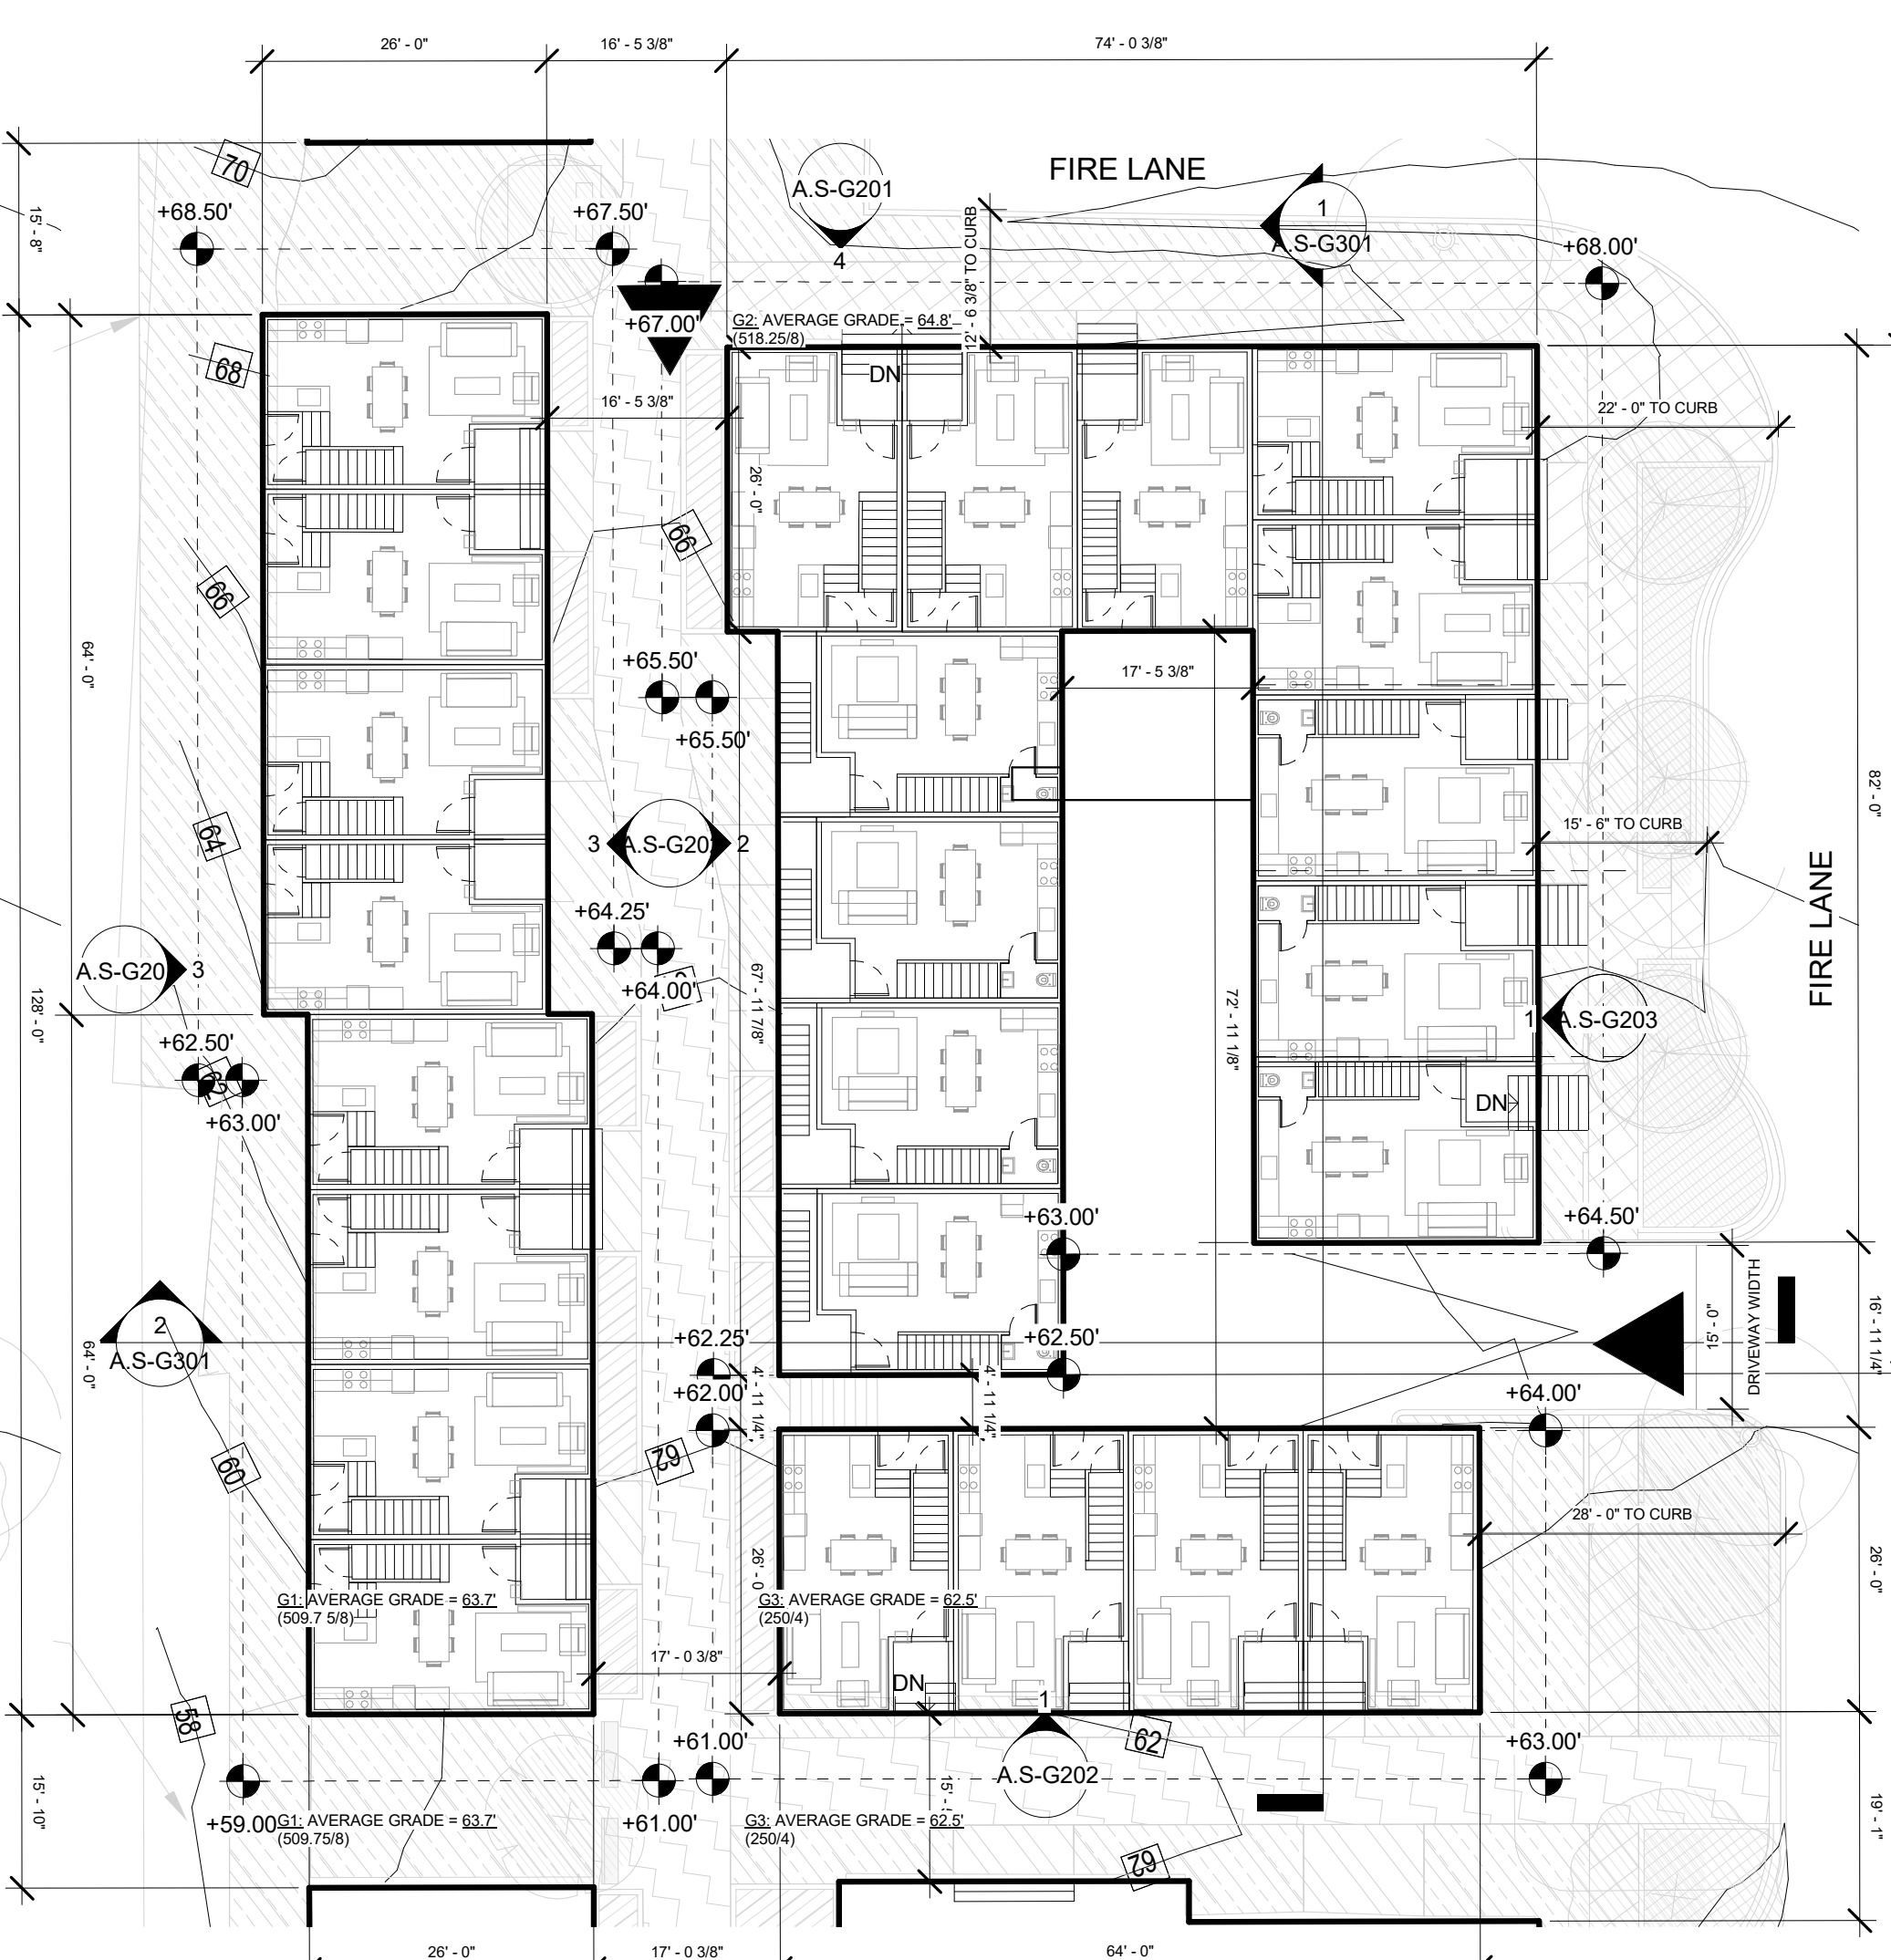 26' - 0"
16' - 5 3/8"
74' - 0 3/8"
FIRE LANE
70
A.S-G201
4
1
A.S-G301
15' - 8"
+68.50'
+67.50'
+68.00'
12' - 6 3/8" TO CURB
+67.00'
G2: AVERAGE GRADE = 64.8'
(518.25/8)
68
DN
16' - 5 3/8"
22' - 0" TO CURB
26' - 0"
66
66
64' - 0"
+65.50'
+65.50'
17' - 5 3/8"
82' - 0"
64
3
A.S-G20
2
15' - 6" TO CURB
FIRE LANE
+64.25'
+64.00'
A.S-G20
3
67' - 11 7/8"
72' - 11 1/8"
128' - 0"
1
A.S-G203
+62.50'
62
+63.00'
DN
+63.00'
+64.50'
2
A.S-G301
64' - 0"
+62.25'
+62.50'
+62.00'
4' - 11 1/4"
4' - 11 1/4"
15' - 0"
DRIVEWAY WIDTH
16' - 11 1/4"
+64.00'
60
62
28' - 0" TO CURB
26' - 0
26' - 0"
G1: AVERAGE GRADE = 63.7'
(509.7 5/8)
G3: AVERAGE GRADE = 62.5'
(250/4)
17' - 0 3/8"
DN
58
1
62
+61.00'
+63.00'
A.S-G202
15' - 10"
15' -
19' - 1"
+59.00
G1: AVERAGE GRADE = 63.7'
(509.75/8)
+61.00'
G3: AVERAGE GRADE = 62.5'
(250/4)
62
26' - 0"
17' - 0 3/8"
64' - 0"